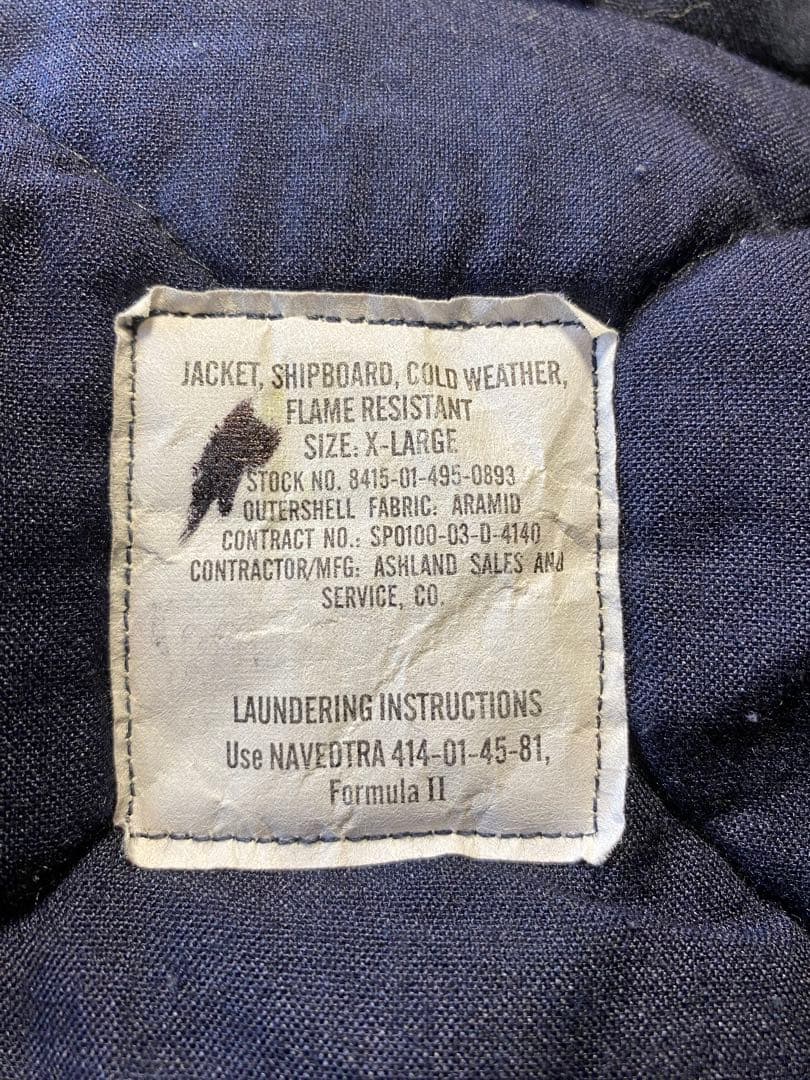 JACKET, SHIPBOARD, COLD WEATHER,
FLAME RESISTANT
SIZE: X-LARGE
STOCK NO. 8415-01-495-0893
OUTERSHELL FABRIC: ARAMID
CONTRACT NO.: SP0100-03-D-4140
CONTRACTOR/MFG: ASHLAND SALES AND
SERVICE, CO.
LAUNDERING INSTRUCTIONS
Use NAVEDTRA 414-01-45-81,
Formula II